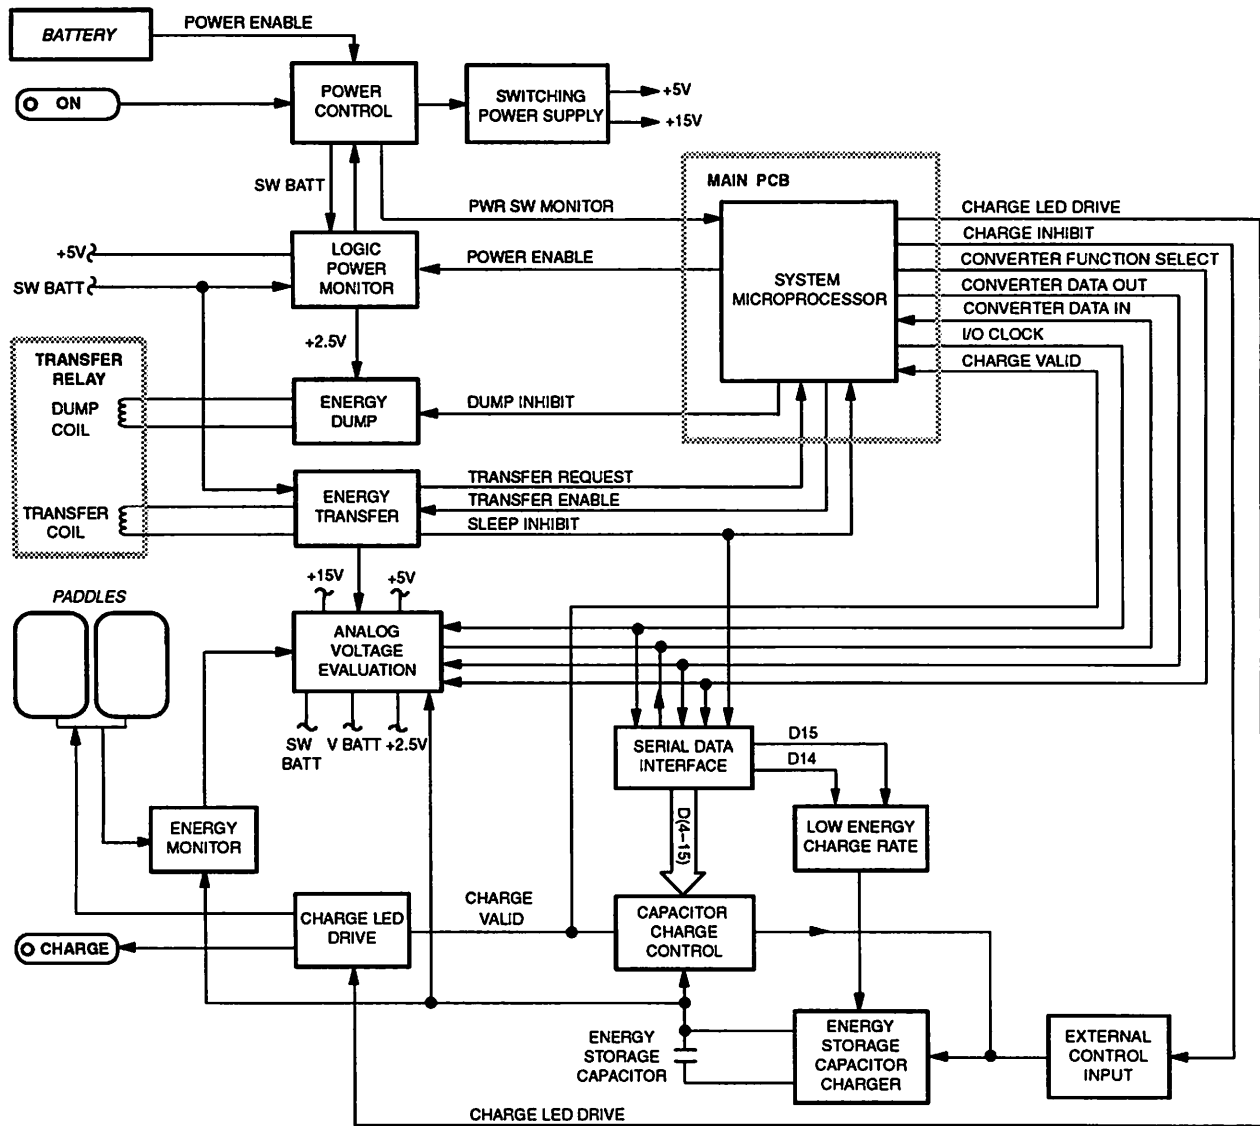 BATTERY
POWER ENABLE
ON
POWER
CONTROL
SWITCHING
POWER SUPPLY
+5V
+15V
SW BATT
PWR SW MONITOR
MAIN PCB
SYSTEM
MICROPROCESSOR
CHARGE LED DRIVE
CHARGE INHIBIT
CONVERTER FUNCTION SELECT
CONVERTER DATA OUT
CONVERTER DATA IN
I/O CLOCK
CHARGE VALID
+5V
SW BATT
LOGIC
POWER
MONITOR
POWER ENABLE
+2.5V
TRANSFER
RELAY
DUMP
COIL
TRANSFER
COIL
ENERGY
DUMP
DUMP INHIBIT
ENERGY
TRANSFER
TRANSFER REQUEST
TRANSFER ENABLE
SLEEP INHIBIT
+15V
+5V
PADDLES
ANALOG
VOLTAGE
EVALUATION
SW
BATT
V BATT
+2.5V
SERIAL DATA
INTERFACE
D15
D14
D(4–15)
LOW ENERGY
CHARGE RATE
ENERGY
MONITOR
CHARGE LED
DRIVE
CHARGE
VALID
CAPACITOR
CHARGE
CONTROL
CHARGE
ENERGY
STORAGE
CAPACITOR
ENERGY
STORAGE
CAPACITOR
CHARGER
EXTERNAL
CONTROL
INPUT
CHARGE LED DRIVE